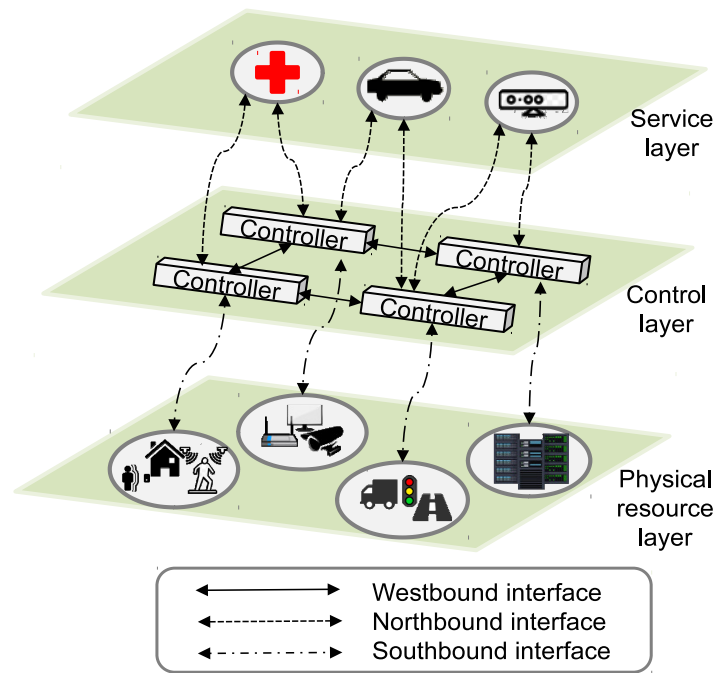 Service
layer
Controller
Controller
Controller
Controller
Control
layer
Physical
resource
layer
Westbound interface
Northbound interface
Southbound interface